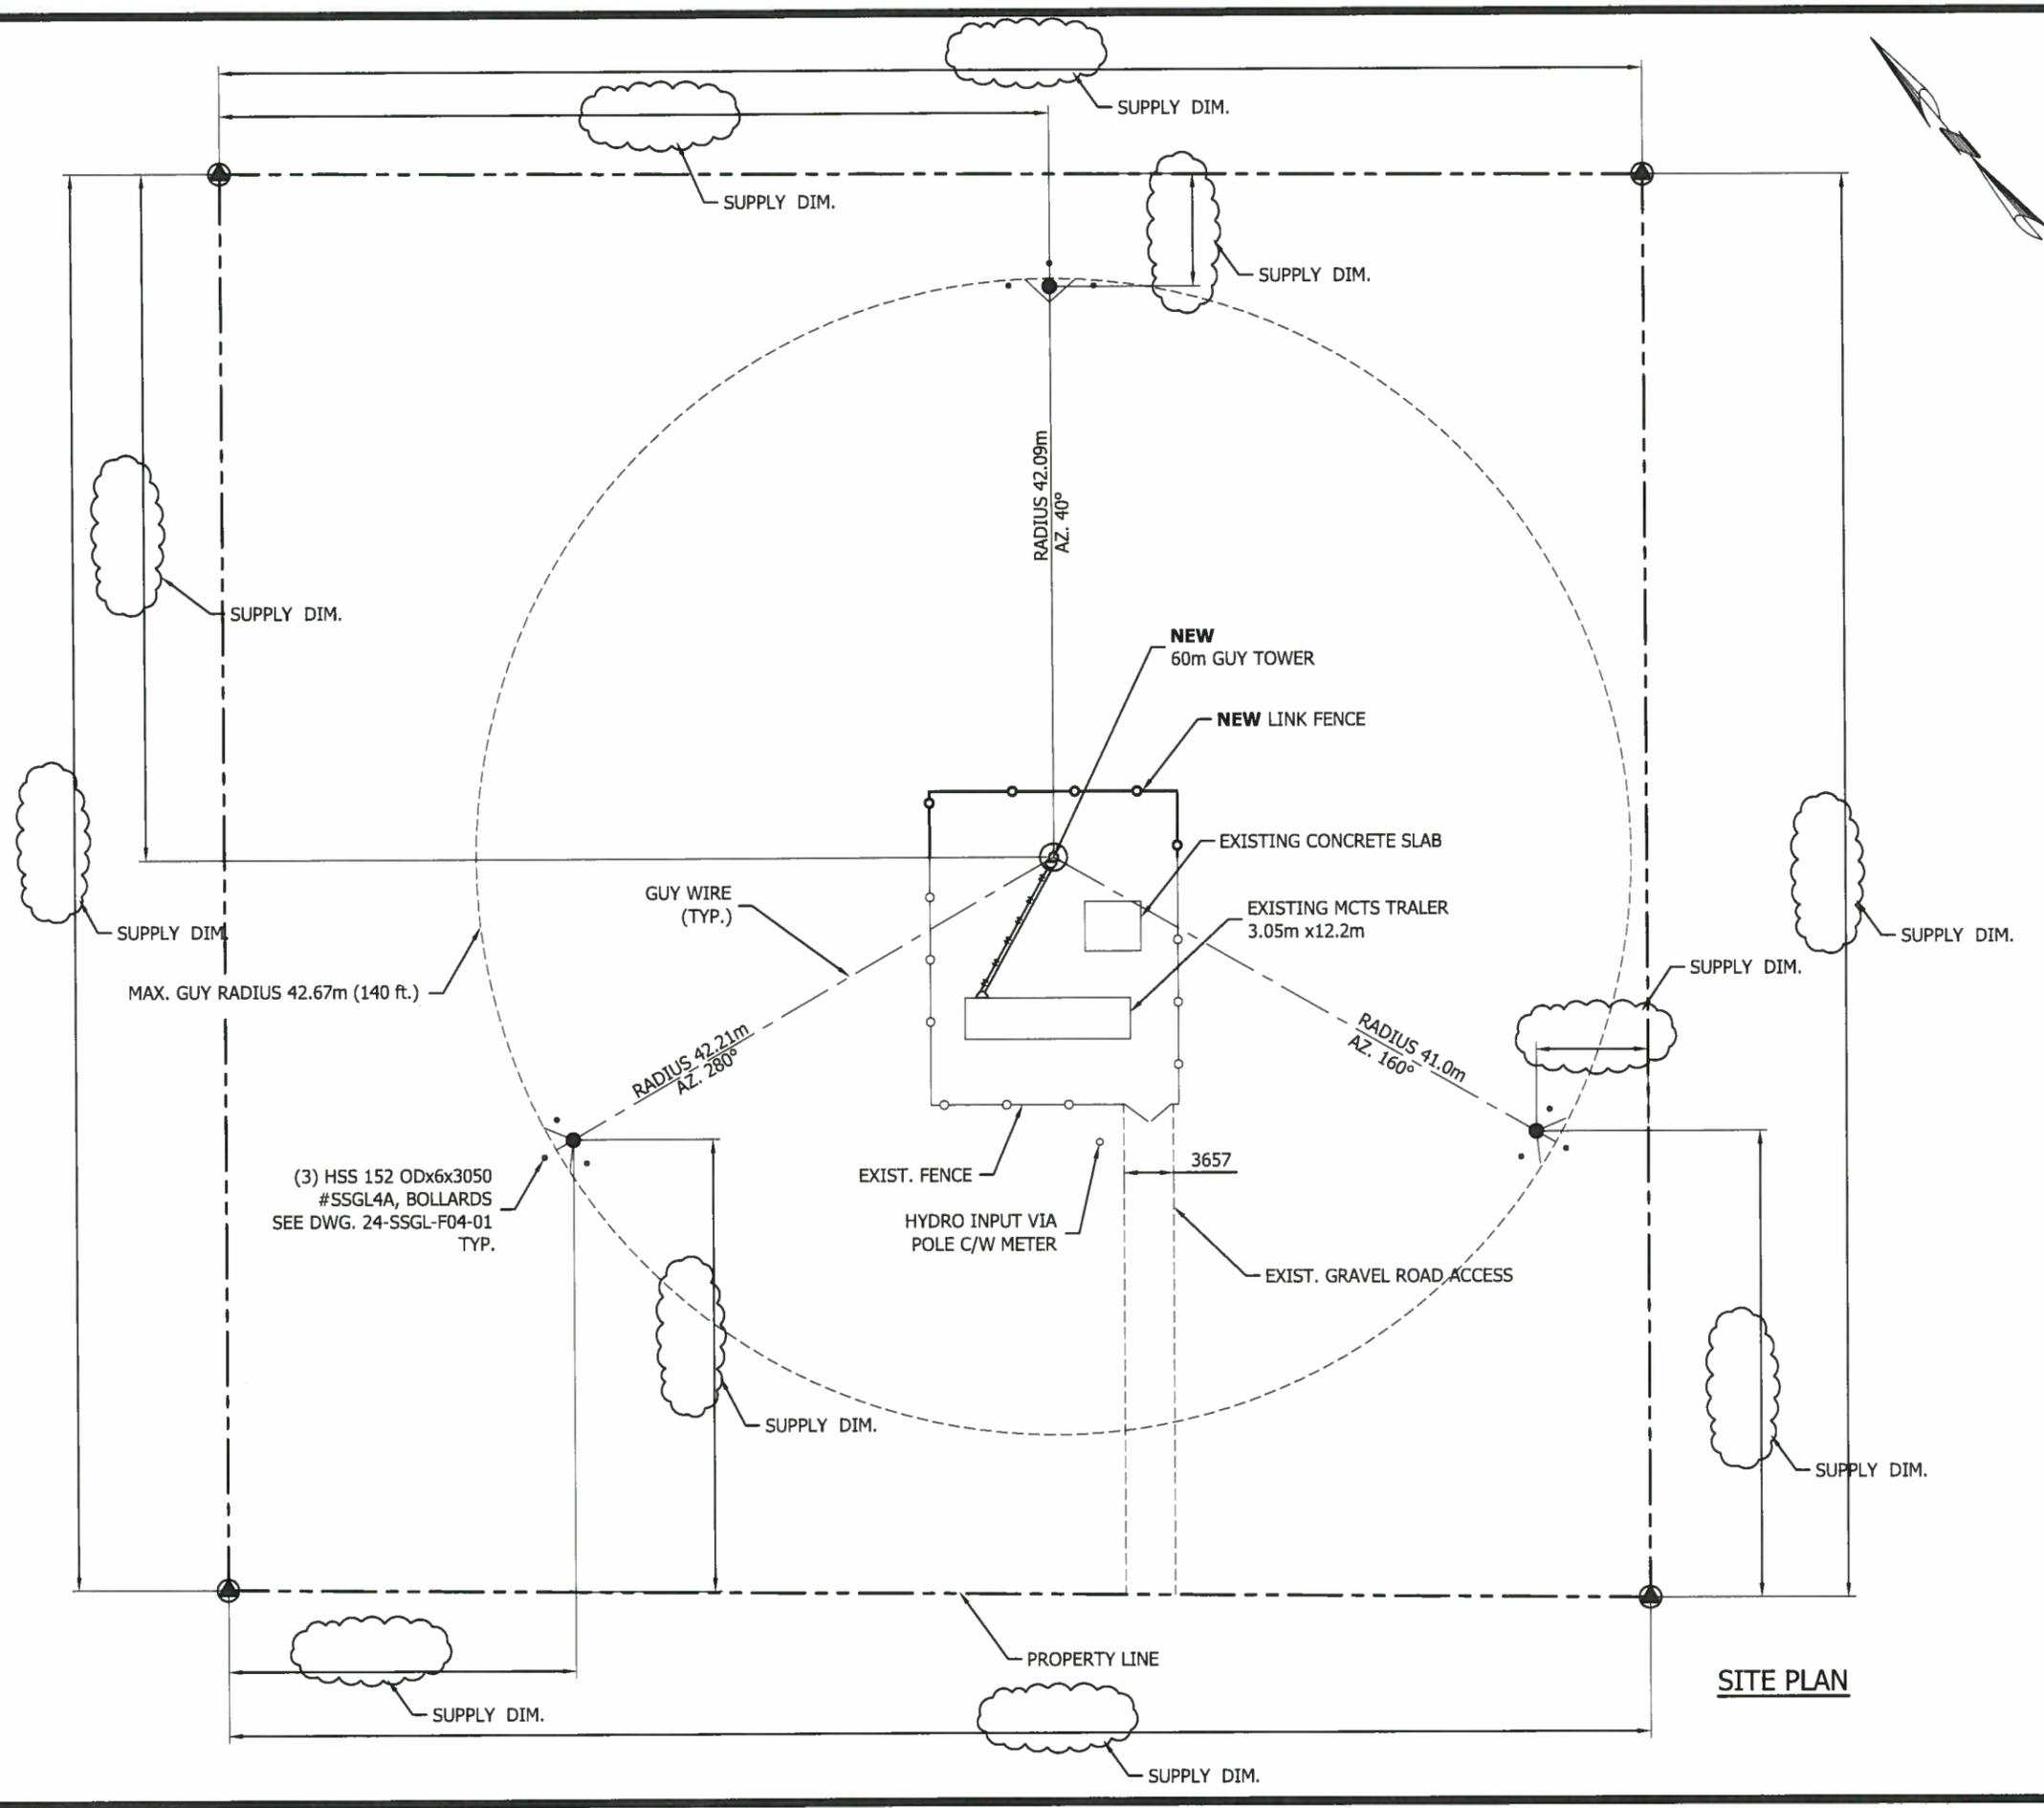 SUPPLY DIM.
SUPPLY DIM.
SUPPLY DIM.
RADIUS 42.09m
AZ. 40°
SUPPLY DIM.
NEW
60m GUY TOWER
NEW LINK FENCE
EXISTING CONCRETE SLAB
GUY WIRE
(TYP.)
EXISTING MCTS TRALER
3.05m x12.2m
SUPPLY DIM.
SUPPLY DIM.
SUPPLY DIM.
MAX. GUY RADIUS 42.67m (140 ft.)
RADIUS 42.21m
AZ. 280°
RADIUS 41.0m
AZ. 160°
(3) HSS 152 ODx6x3050
#SSGL4A, BOLLARDS
SEE DWG. 24-SSGL-F04-01
TYP.
EXIST. FENCE
3657
HYDRO INPUT VIA
POLE C/W METER
EXIST. GRAVEL ROAD ACCESS
SUPPLY DIM.
SUPPLY DIM.
PROPERTY LINE
SITE PLAN
SUPPLY DIM.
SUPPLY DIM.